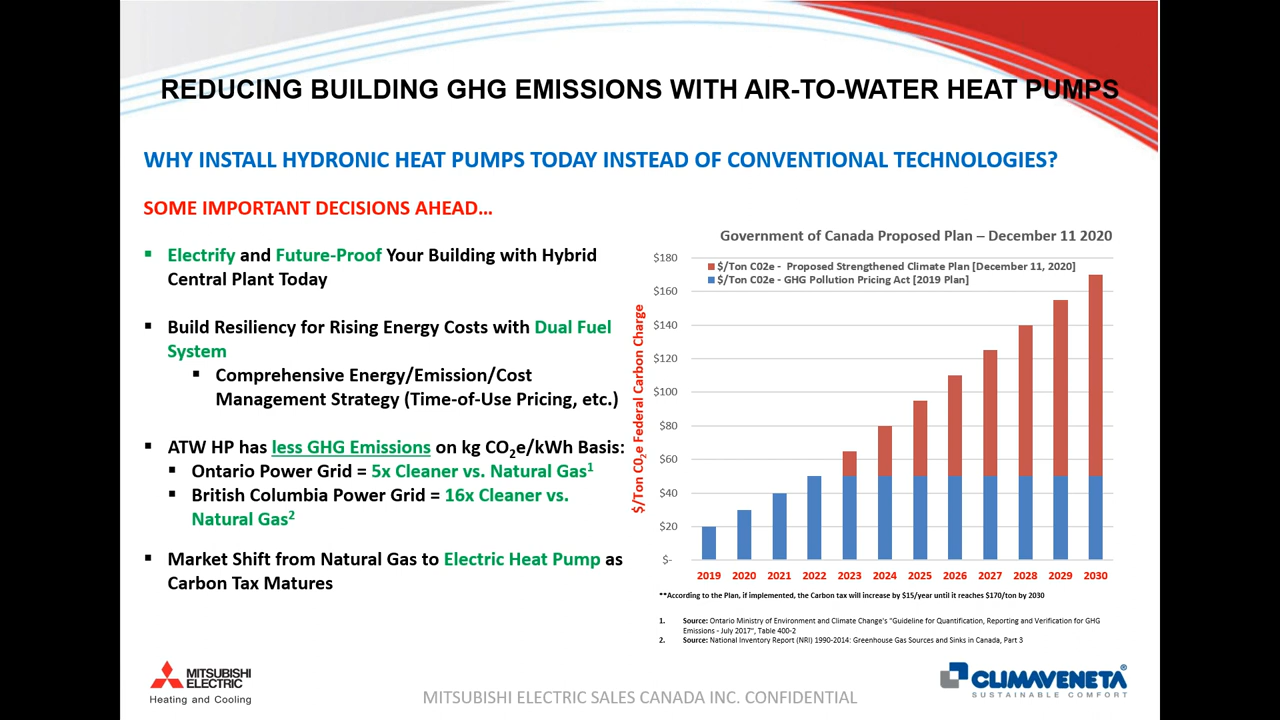 REDUCING BUILDING GHG EMISSIONS WITH AIR-TO-WATER HEAT PUMPS
WHY INSTALL HYDRONIC HEAT PUMPS TODAY INSTEAD OF CONVENTIONAL TECHNOLOGIES?
SOME IMPORTANT DECISIONS AHEAD...
▪ Electrify and Future-Proof Your Building with Hybrid
Central Plant Today
▪ Build Resiliency for Rising Energy Costs with Dual Fuel
System
▪ Comprehensive Energy/Emission/Cost
Management Strategy (Time-of-Use Pricing, etc.)
▪ ATW HP has less GHG Emissions on kg CO₂e/kWh Basis:
▪ Ontario Power Grid = 5x Cleaner vs. Natural Gas¹
▪ British Columbia Power Grid = 16x Cleaner vs.
Natural Gas²
▪ Market Shift from Natural Gas to Electric Heat Pump as
Carbon Tax Matures
Government of Canada Proposed Plan – December 11 2020
$/Ton C02e - Proposed Strengthened Climate Plan [December 11, 2020]
$/Ton C02e - GHG Pollution Pricing Act [2019 Plan]
$/Ton C0₂e Federal Carbon Charge
$180
$160
$140
$120
$100
$80
$60
$40
$20
$-
2019 2020 2021 2022 2023 2024 2025 2026 2027 2028 2029 2030
**According to the Plan, if implemented, the Carbon tax will increase by $15/year until it reaches $170/ton by 2030
1. Source: Ontario Ministry of Environment and Climate Change's "Guideline for Quantification, Reporting and Verification for GHG
Emissions - July 2017", Table 400-2
2. Source: National Inventory Report (NRI) 1990-2014: Greenhouse Gas Sources and Sinks in Canada, Part 3
MITSUBISHI
ELECTRIC
Heating and Cooling
MITSUBISHI ELECTRIC SALES CANADA INC. CONFIDENTIAL
CLIMAVENETA®
SUSTAINABLE COMFORT